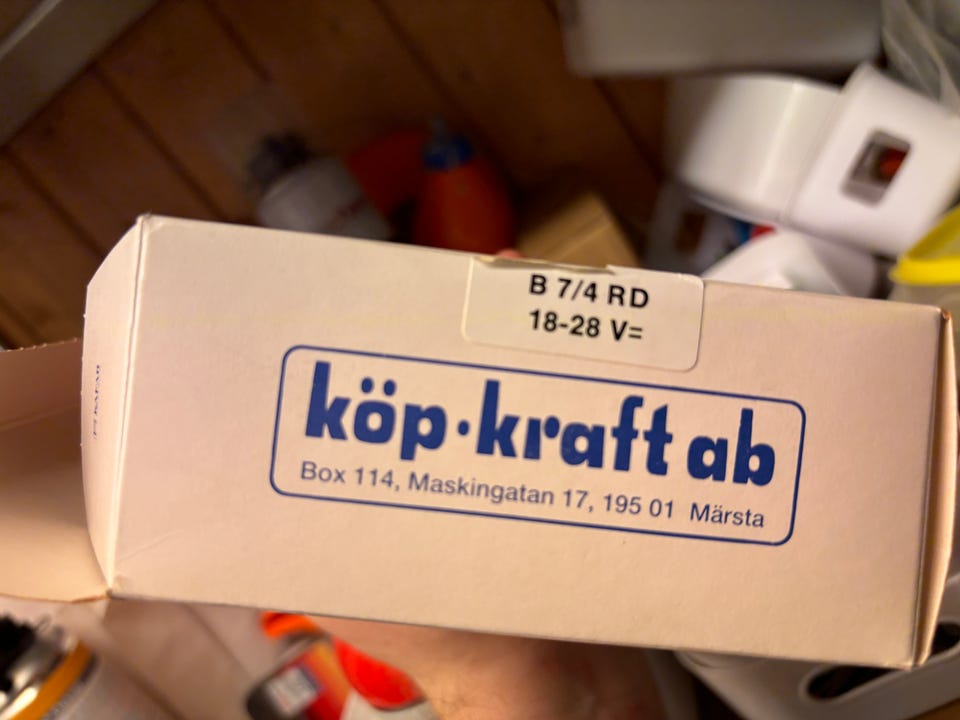 B 7/4 RD
18-28 V=
köp·kraft ab
Box 114, Maskingatan 17, 195 01 Märsta